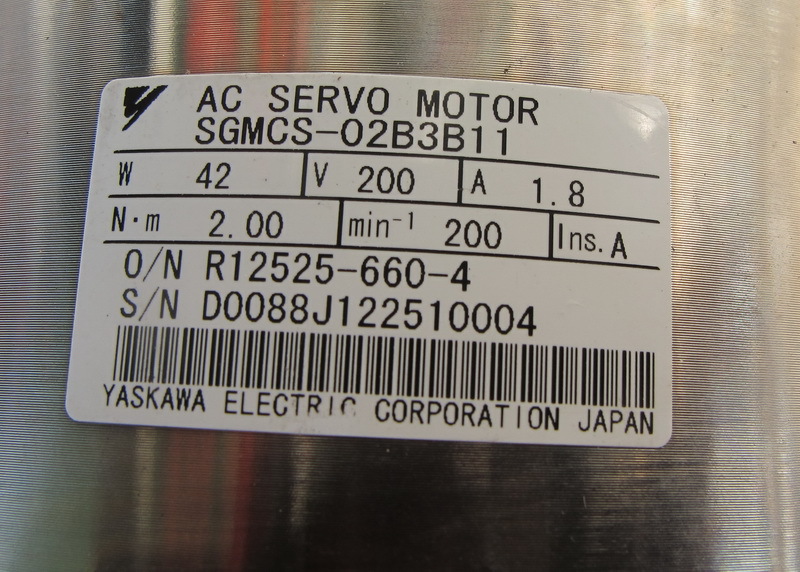 AC SERVO MOTOR
SGMCS-02B3B11
W 42 V 200 A 1.8
N·m 2.00 min⁻¹ 200 Ins. A
O/N R12525-660-4
S/N D0088J122510004
YASKAWA ELECTRIC CORPORATION JAPAN